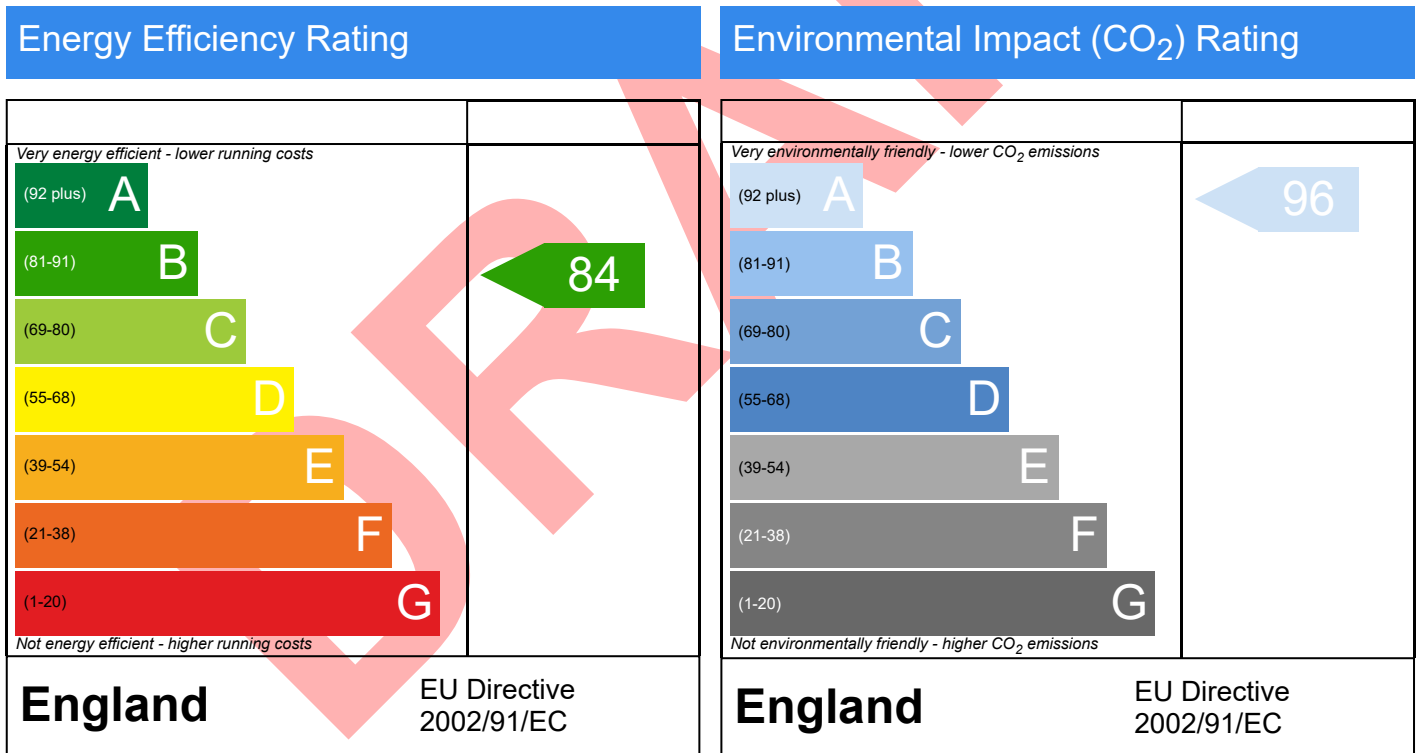 Energy Efficiency Rating
Very energy efficient - lower running costs
(92 plus) A
(81-91) B
(69-80) C
(55-68) D
(39-54) E
(21-38) F
(1-20) G
Not energy efficient - higher running costs
84
England
EU Directive
2002/91/EC
Environmental Impact (CO₂) Rating
Very environmentally friendly - lower CO₂ emissions
(92 plus) A
(81-91) B
(69-80) C
(55-68) D
(39-54) E
(21-38) F
(1-20) G
Not environmentally friendly - higher CO₂ emissions
96
England
EU Directive
2002/91/EC